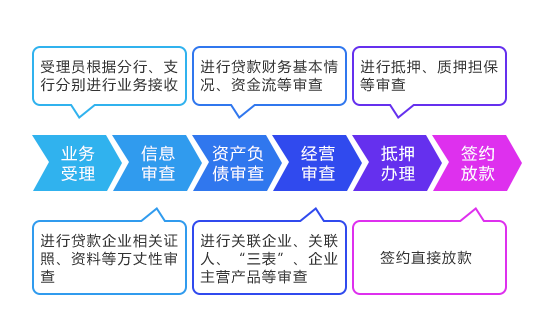 受理员根据分行、支
行分别进行业务接收
进行贷款财务基本情
况、资金流等审查
进行抵押、质押担保
等审查
业务
受理
信息
审查
资产负
债审查
经营
审查
抵押
办理
签约
放款
进行贷款企业相关证
照、资料等万丈性审
查
进行关联企业、关联
人、“三表”、企业
主营产品等审查
签约直接放款